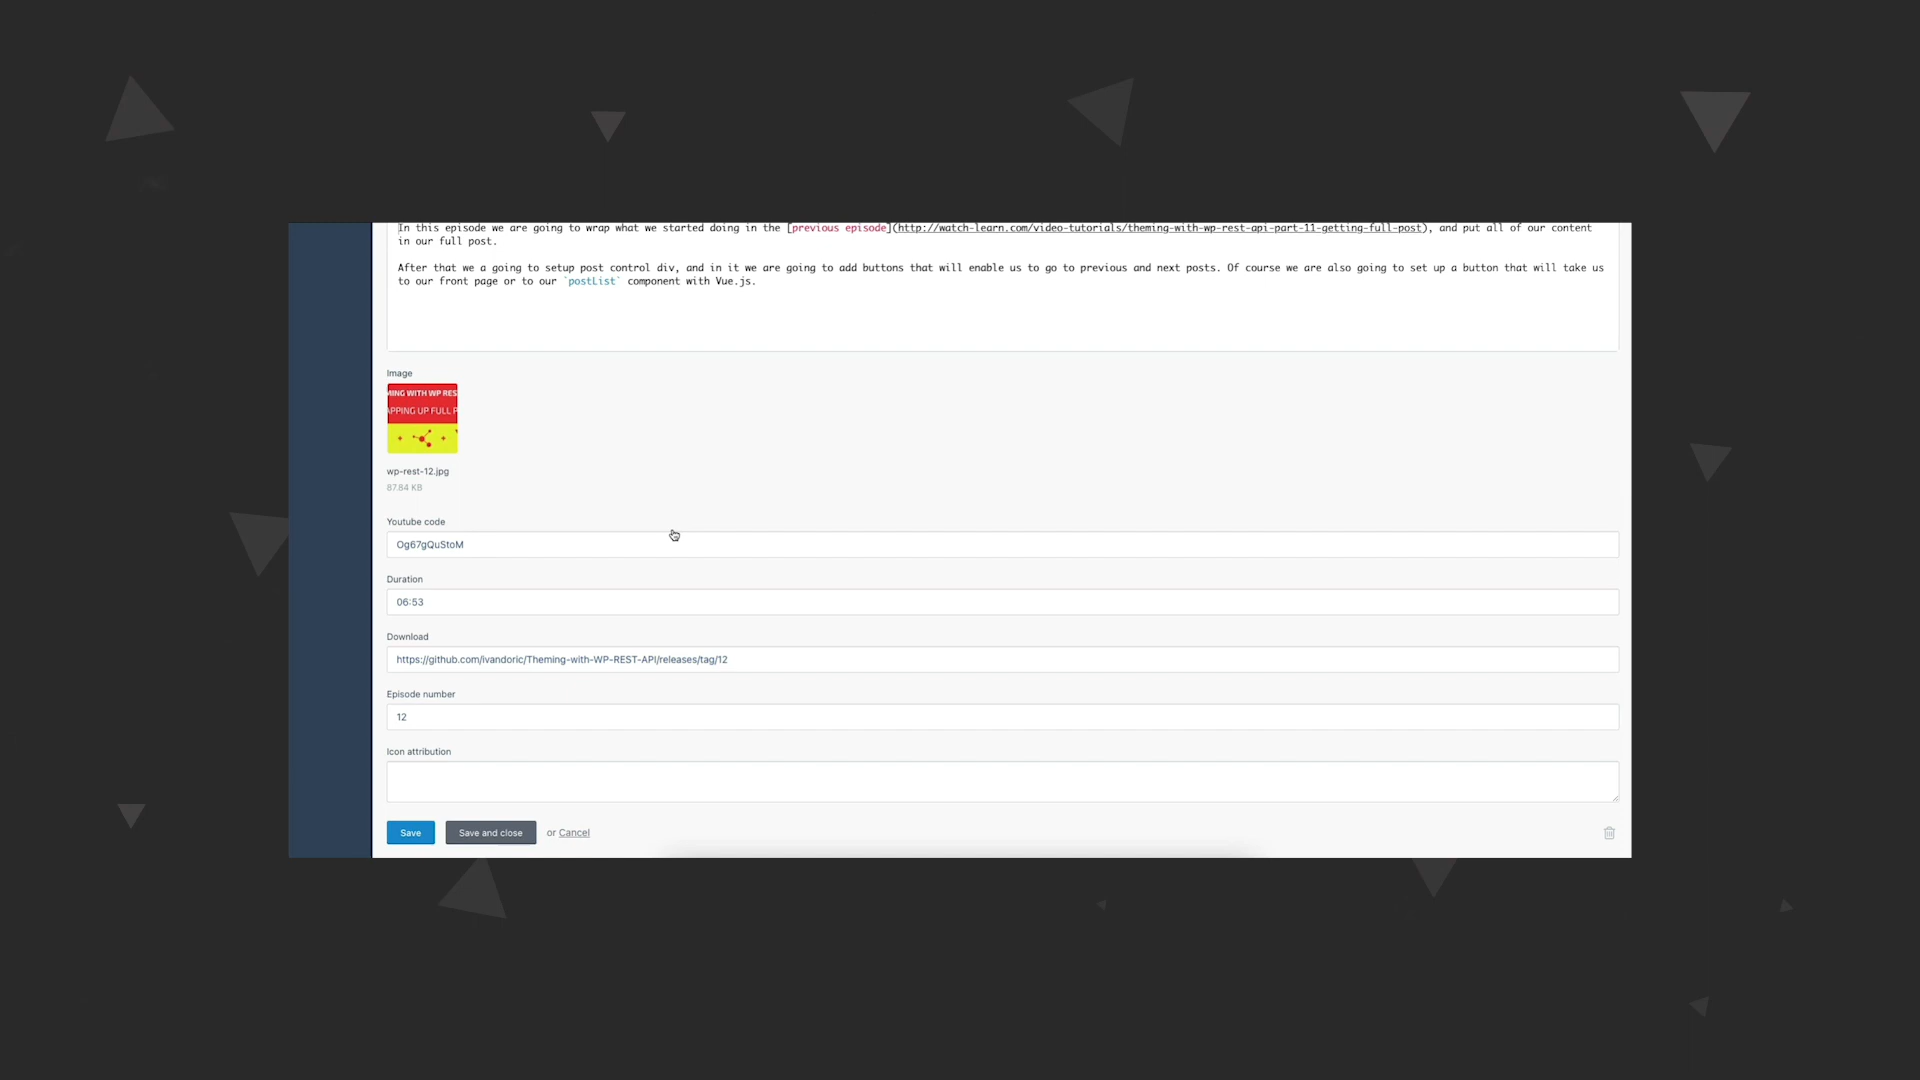 In this episode we are going to wrap what we started doing in the [previous episode](http://watch-learn.com/video-tutorials/theming-with-wp-rest-api-part-11-getting-full-post), and put all of our content
in our full post.
After that we a going to setup post control div, and in it we are going to add buttons that will enable us to go to previous and next posts. Of course we are also going to set up a button that will take us
to our front page or to our `postList` component with Vue.js.
Image
MING WITH WP RES
APPING UP FULL P
wp-rest-12.jpg
87.84 KB
Youtube code
Og67gQuStoM
Duration
06:53
Download
https://github.com/ivandoric/Theming-with-WP-REST-API/releases/tag/12
Episode number
12
Icon attribution
Save Save and close or Cancel